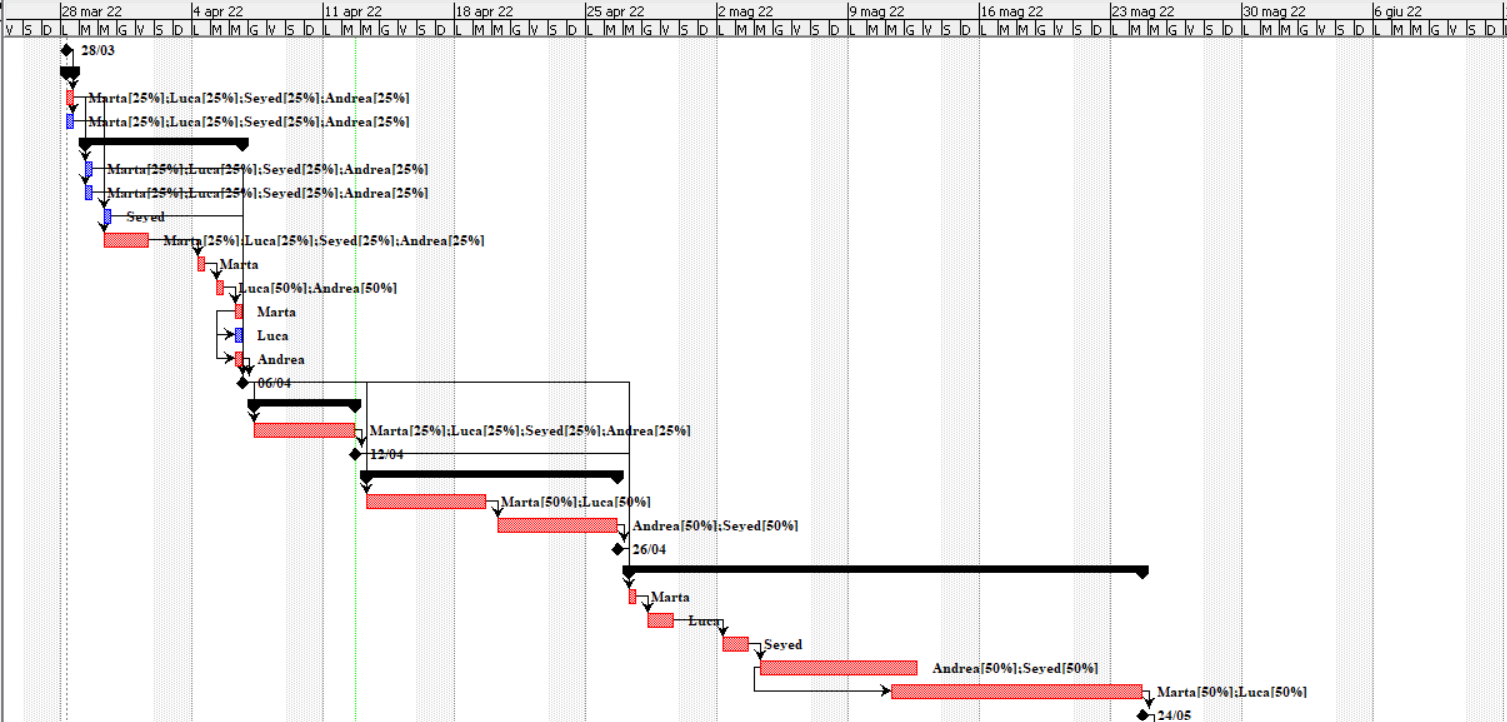 28 mar 22 4 apr 22 11 apr 22 18 apr 22 25 apr 22 2 mag 22 9 mag 22 16 mag 22 23 mag 22 30 mag 22 6 giu 22
V S D L M M G V S D L M M G V S D L M M G V S D L M M G V S D L M M G V S D L M M G V S D L M M G V S D L M M G V S D L M M G V S D L M M G V S D L M M G V S D
28/03
Marta[25%];Luca[25%];Seyed[25%];Andrea[25%]
Marta[25%];Luca[25%];Seyed[25%];Andrea[25%]
Marta[25%];Luca[25%];Seyed[25%];Andrea[25%]
Marta[25%];Luca[25%];Seyed[25%];Andrea[25%]
Seyed
Marta[25%];Luca[25%];Seyed[25%];Andrea[25%]
Marta
Luca[50%];Andrea[50%]
Marta
Luca
Andrea
06/04
Marta[25%];Luca[25%];Seyed[25%];Andrea[25%]
12/04
Marta[50%];Luca[50%]
Andrea[50%];Seyed[50%]
26/04
Marta
Luca
Seyed
Andrea[50%];Seyed[50%]
Marta[50%];Luca[50%]
24/05